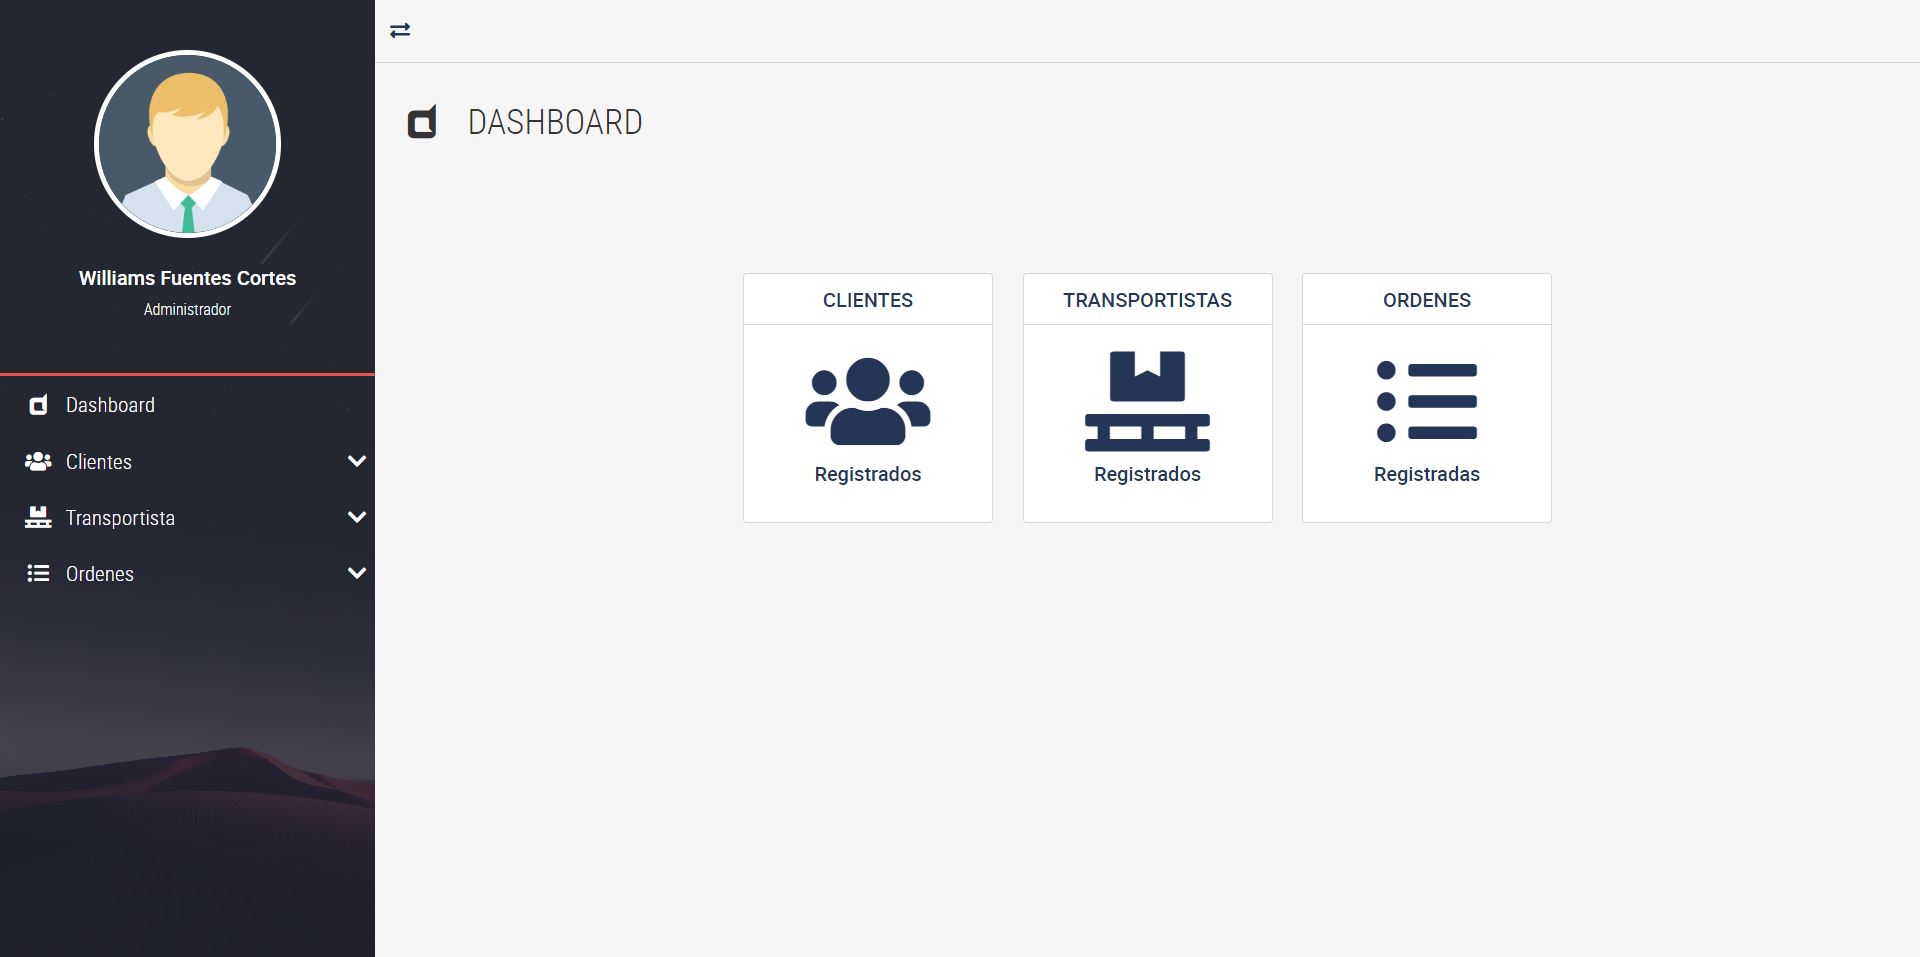 Williams Fuentes Cortes
Administrador
Dashboard
Clientes
Transportista
Ordenes
DASHBOARD
CLIENTES
Registrados
TRANSPORTISTAS
Registrados
ORDENES
Registradas